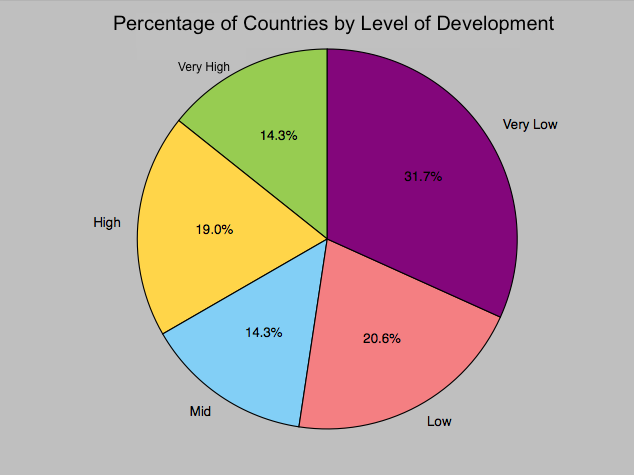 Percentage of Countries by Level of Development
Very High
14.3%
Very Low
31.7%
High
19.0%
14.3%
20.6%
Mid
Low